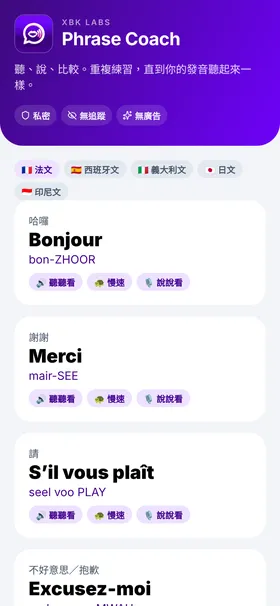 XBK LABS
Phrase Coach
聽、說、比較。重複練習，直到你的發音聽起來一
樣。
私密 無追蹤 無廣告
法文 西班牙文 義大利文 日文
印尼文
哈囉
Bonjour
bon-ZHOOR
聽聽看 慢速 說說看
謝謝
Merci
mair-SEE
聽聽看 慢速 說說看
請
S’il vous plaît
seel voo PLAY
聽聽看 慢速 說說看
不好意思／抱歉
Excusez-moi